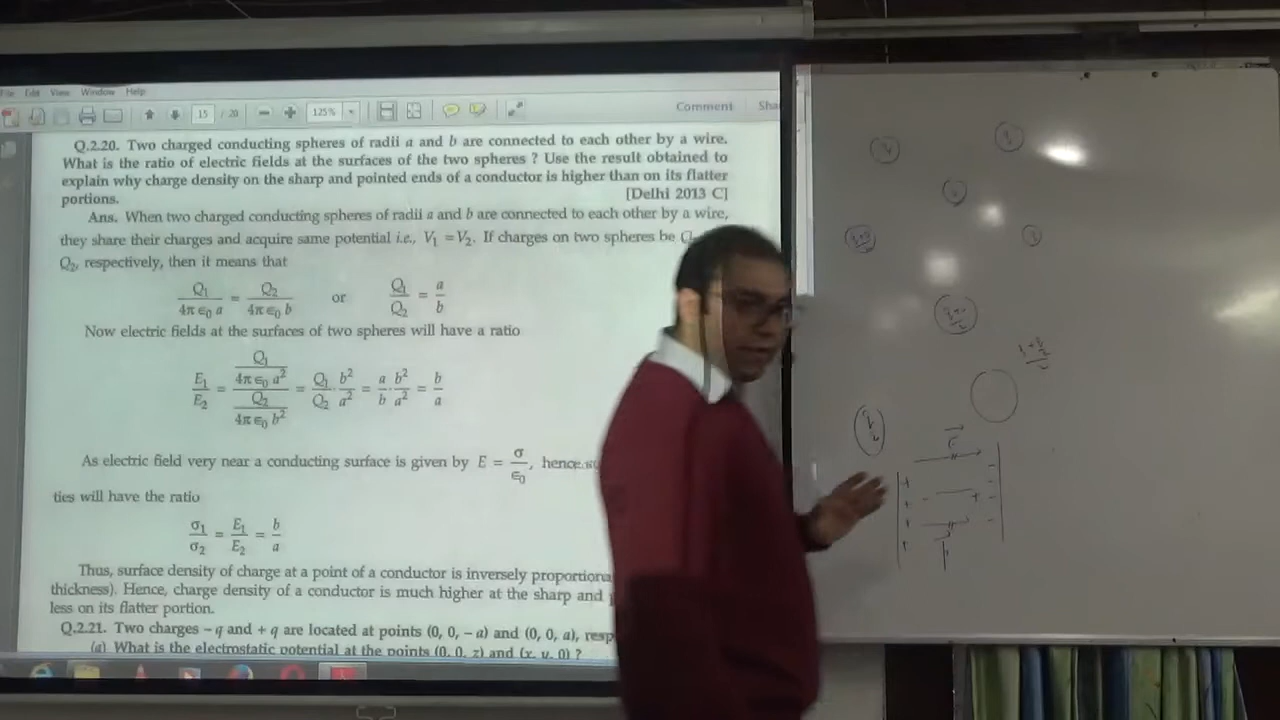 File Edit View Window Help
15 / 20 125% Comment Sha
Q.2.20. Two charged conducting spheres of radii a and b are connected to each other by a wire.
What is the ratio of electric fields at the surfaces of the two spheres ? Use the result obtained to
explain why charge density on the sharp and pointed ends of a conductor is higher than on its flatter
portions. [Delhi 2013 C]
Ans. When two charged conducting spheres of radii a and b are connected to each other by a wire,
they share their charges and acquire same potential i.e., V₁ = V₂. If charges on two spheres be
Q₂, respectively, then it means that
Q₁/4π ∈₀ a = Q₂/4π ∈₀ b or Q₁/Q₂ = a/b
Now electric fields at the surfaces of two spheres will have a ratio
E₁/E₂ = (Q₁/4π ∈₀ a²)/(Q₂/4π ∈₀ b²) = Q₁/Q₂ · b²/a² = a/b · b²/a² = b/a
As electric field very near a conducting surface is given by E = σ/∈₀, hence
ties will have the ratio
σ₁/σ₂ = E₁/E₂ = b/a
Thus, surface density of charge at a point of a conductor is inversely proportiona
thickness). Hence, charge density of a conductor is much higher at the sharp and
less on its flatter portion.
Q.2.21. Two charges – q and + q are located at points (0, 0, – a) and (0, 0, a), resp
(a) What is the electrostatic potential at the points (0, 0, z) and (x, y, 0) ?